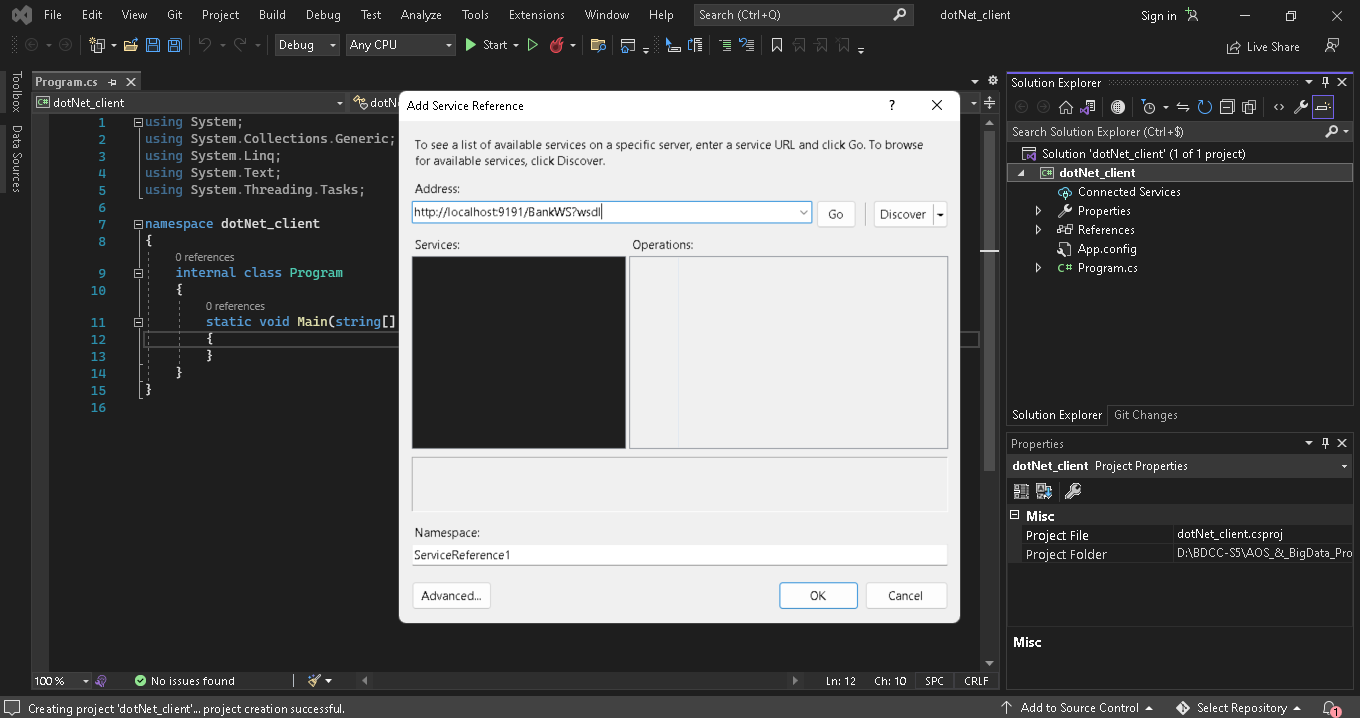 File Edit View Git Project Build Debug Test Analyze Tools Extensions Window Help Search (Ctrl+Q) dotNet_client Sign in
Debug Any CPU Start Live Share
Toolbox
Data Sources
Program.cs
dotNet_client dotN
1 using System;
2 using System.Collections.Generic;
3 using System.Linq;
4 using System.Text;
5 using System.Threading.Tasks;
6
7 namespace dotNet_client
8 {
0 references
9 internal class Program
10 {
0 references
11 static void Main(string[]
12 {
13 }
14 }
15 }
16
100 % No issues found Ln: 12 Ch: 10 SPC CRLF
Add Service Reference ?
To see a list of available services on a specific server, enter a service URL and click Go. To browse
for available services, click Discover.
Address:
http://localhost:9191/BankWS?wsdl Go Discover
Services: Operations:
Namespace:
ServiceReference1
Advanced... OK Cancel
Solution Explorer
Search Solution Explorer (Ctrl+$)
Solution 'dotNet_client' (1 of 1 project)
C# dotNet_client
Connected Services
Properties
References
App.config
C# Program.cs
Solution Explorer Git Changes
Properties
dotNet_client Project Properties
Misc
Project File dotNet_client.csproj
Project Folder D:\BDCC-S5\AOS_&_BigData_Pro
Misc
Creating project 'dotNet_client'... project creation successful. Add to Source Control Select Repository 1